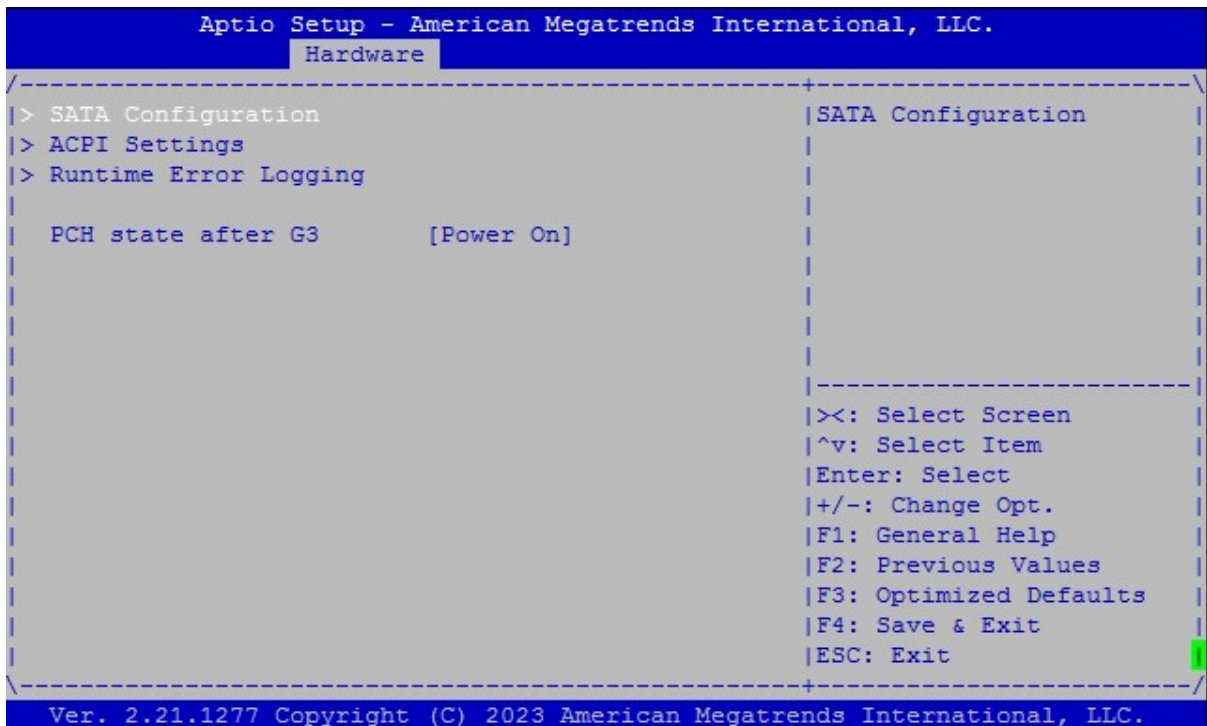 Aptio Setup - American Megatrends International, LLC.
Hardware
/----------------------------------------------------+-------------------------\
|> SATA Configuration |SATA Configuration |
|> ACPI Settings | |
|> Runtime Error Logging | |
| | |
| PCH state after G3 [Power On] | |
| | |
| | |
| | |
| | |
| |-------------------------|
| |><: Select Screen |
| |^v: Select Item |
| |Enter: Select |
| |+/-: Change Opt. |
| |F1: General Help |
| |F2: Previous Values |
| |F3: Optimized Defaults |
| |F4: Save & Exit |
| |ESC: Exit |
\----------------------------------------------------+-------------------------/
Ver. 2.21.1277 Copyright (C) 2023 American Megatrends International, LLC.